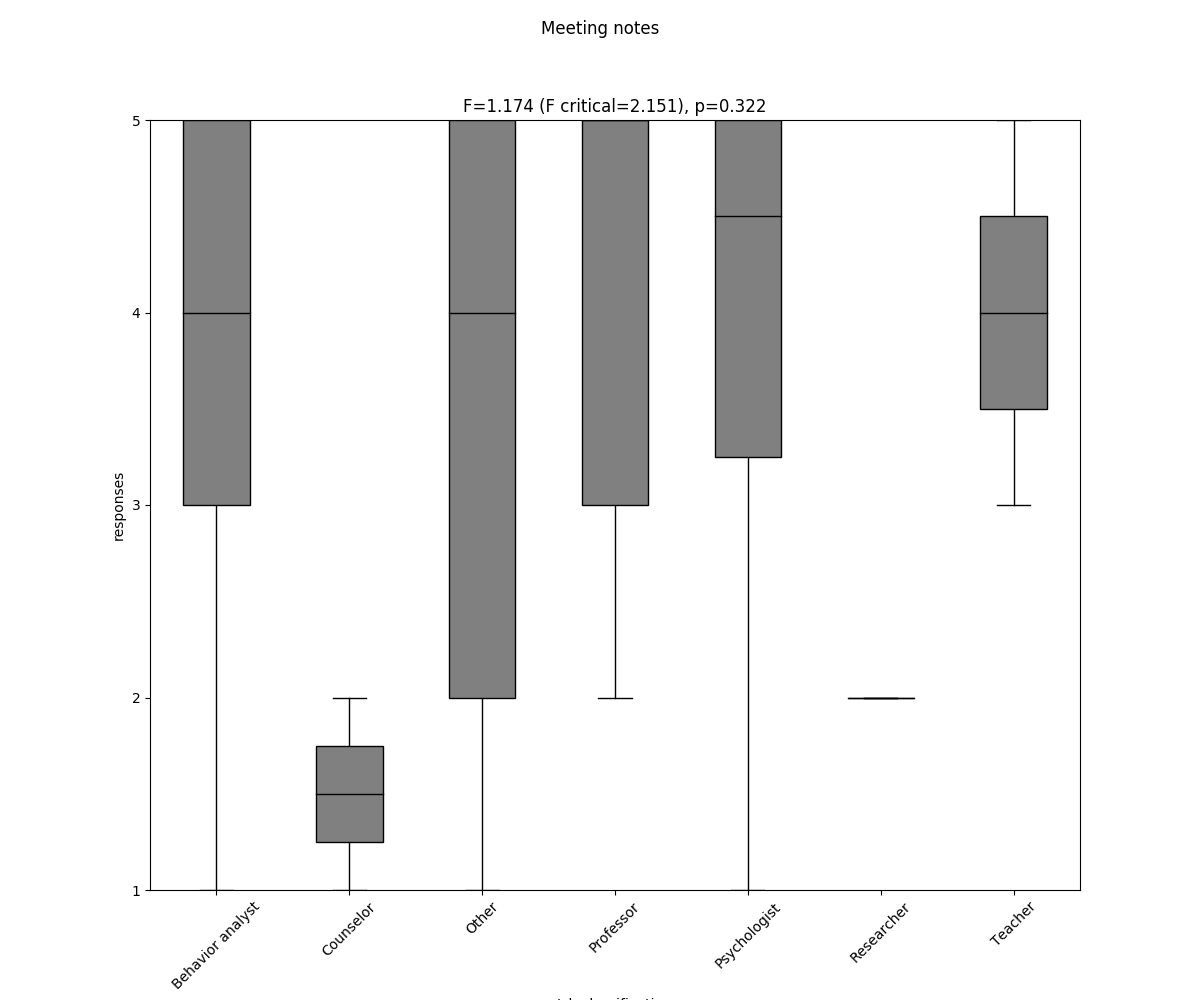 Meeting notes
F=1.174 (F critical=2.151), p=0.322
5
4
3
2
1
responses
Behavior analyst
Counselor
Other
Professor
Psychologist
Researcher
Teacher